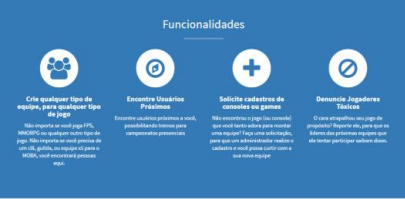 Funcionalidades
Crie qualquer tipo de
equipe, para qualquer tipo
de jogo
Não importa se você joga FPS,
MMORPG ou qualquer outro tipo de
jogo. Não importa se você precisa de
um clã, guilda, ou equipe x5 para o
MOBA, você encontrará pessoas
aqui.
Encontre Usuários
Próximos
Encontre usuários próximos a você,
possibilitando treinos para
campeonatos presenciais
Solicite cadastros de
consoles ou games
Não encontrou o jogo (ou console)
que você tanto adora para montar
uma equipe? Faça uma solicitação,
para que um administrador realize o
cadastro e você possa curtir com a
sua nova equipe
Denuncie Jogadores
Tóxicos
O cara atrapalhou seu jogo de
propósito? Reporte ele, para que os
líderes das próximas equipes que
ele tentar participar saibam disso.